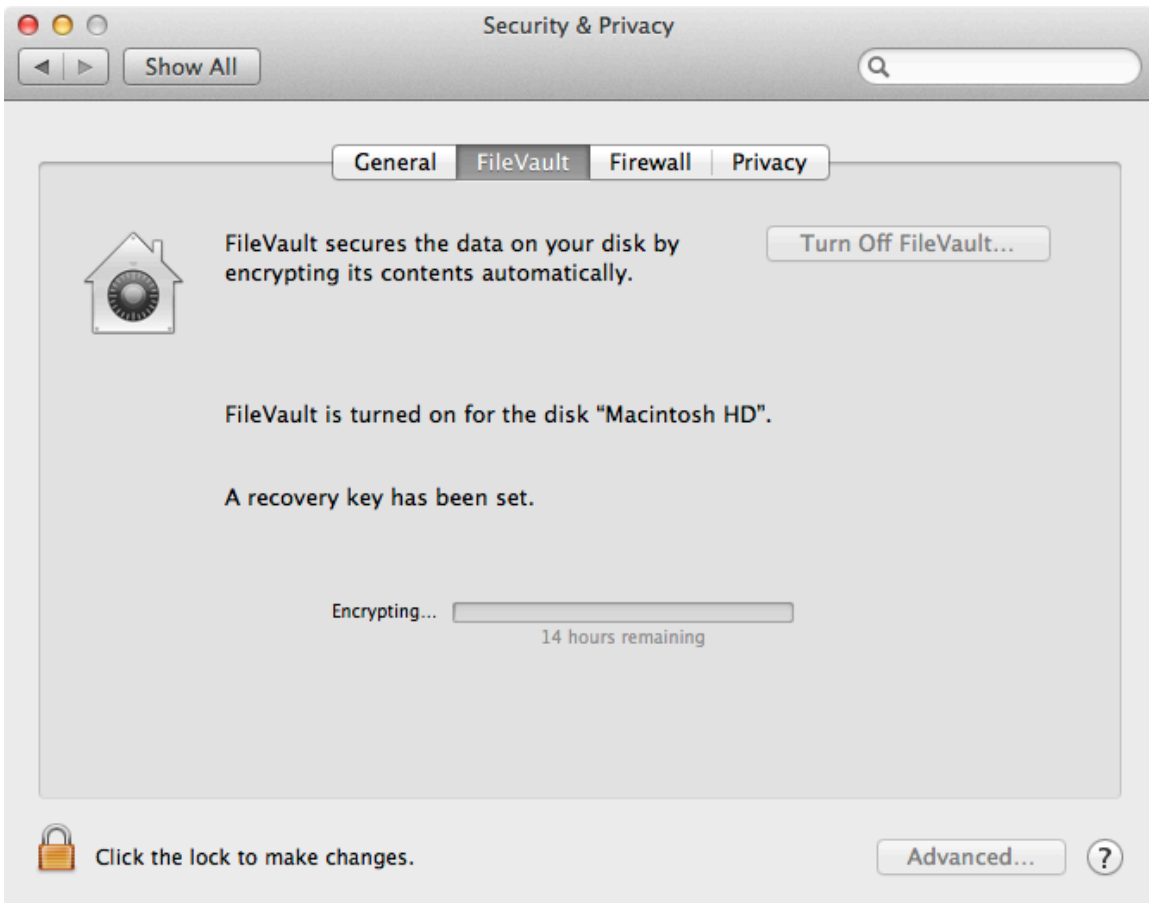 Security & Privacy
Show All
General FileVault Firewall Privacy
FileVault secures the data on your disk by
encrypting its contents automatically.
Turn Off FileVault...
FileVault is turned on for the disk “Macintosh HD”.
A recovery key has been set.
Encrypting...
14 hours remaining
Click the lock to make changes.
Advanced... ?